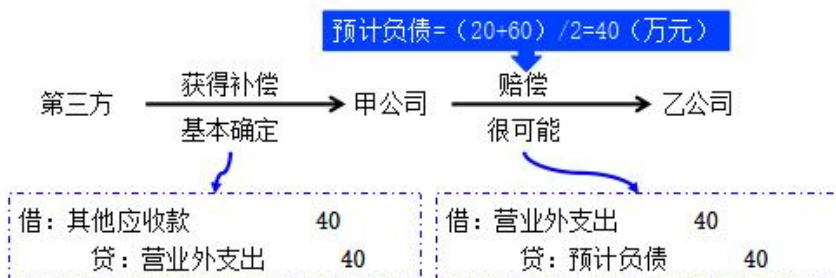 预计负债=（20+60）/2=40（万元）
第三方 获得补偿 甲公司 赔偿 乙公司
基本确定 很可能
借：其他应收款 40
贷：营业外支出 40
借：营业外支出 40
贷：预计负债 40